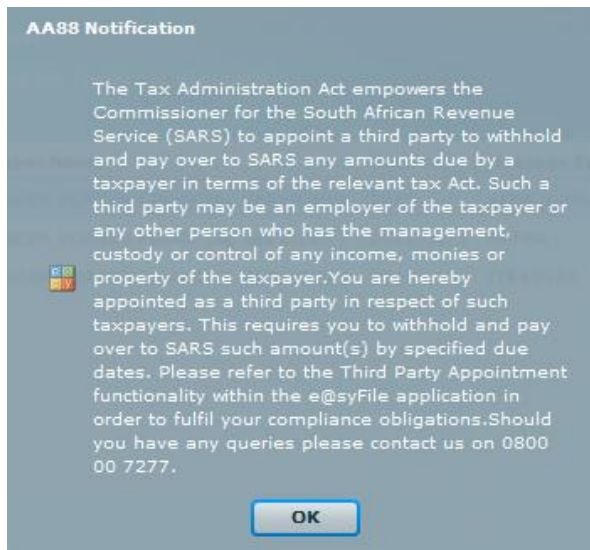 AA88 Notification
The Tax Administration Act empowers the
Commissioner for the South African Revenue
Service (SARS) to appoint a third party to withhold
and pay over to SARS any amounts due by a
taxpayer in terms of the relevant tax Act. Such a
third party may be an employer of the taxpayer or
any other person who has the management,
custody or control of any income, monies or
property of the taxpayer.You are hereby
appointed as a third party in respect of such
taxpayers. This requires you to withhold and pay
over to SARS such amount(s) by specified due
dates. Please refer to the Third Party Appointment
functionality within the e@syFile application in
order to fulfil your compliance obligations.Should
you have any queries please contact us on 0800
00 7277.
OK